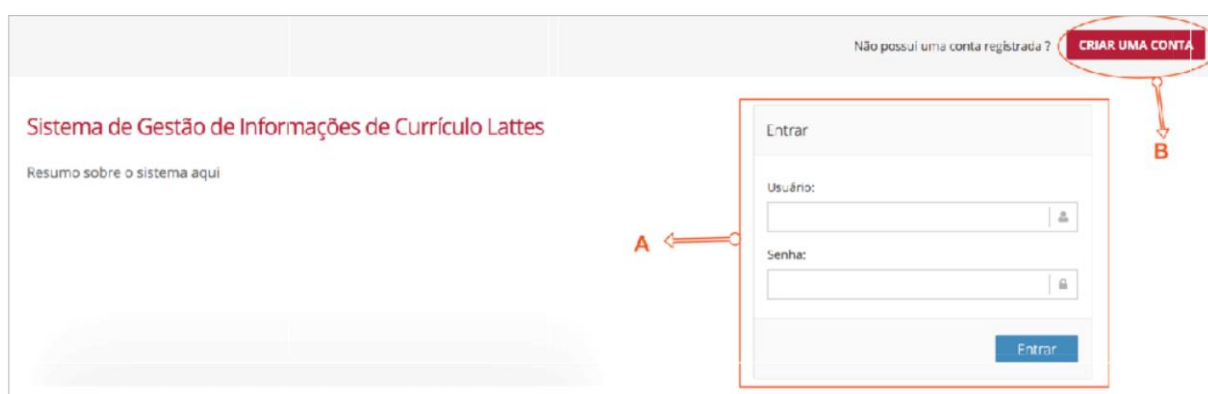 Não possui uma conta registrada ? CRIAR UMA CONTA
Sistema de Gestão de Informações de Currículo Lattes
Resumo sobre o sistema aqui
B
Entrar
Usuário:
A
Senha:
Entrar